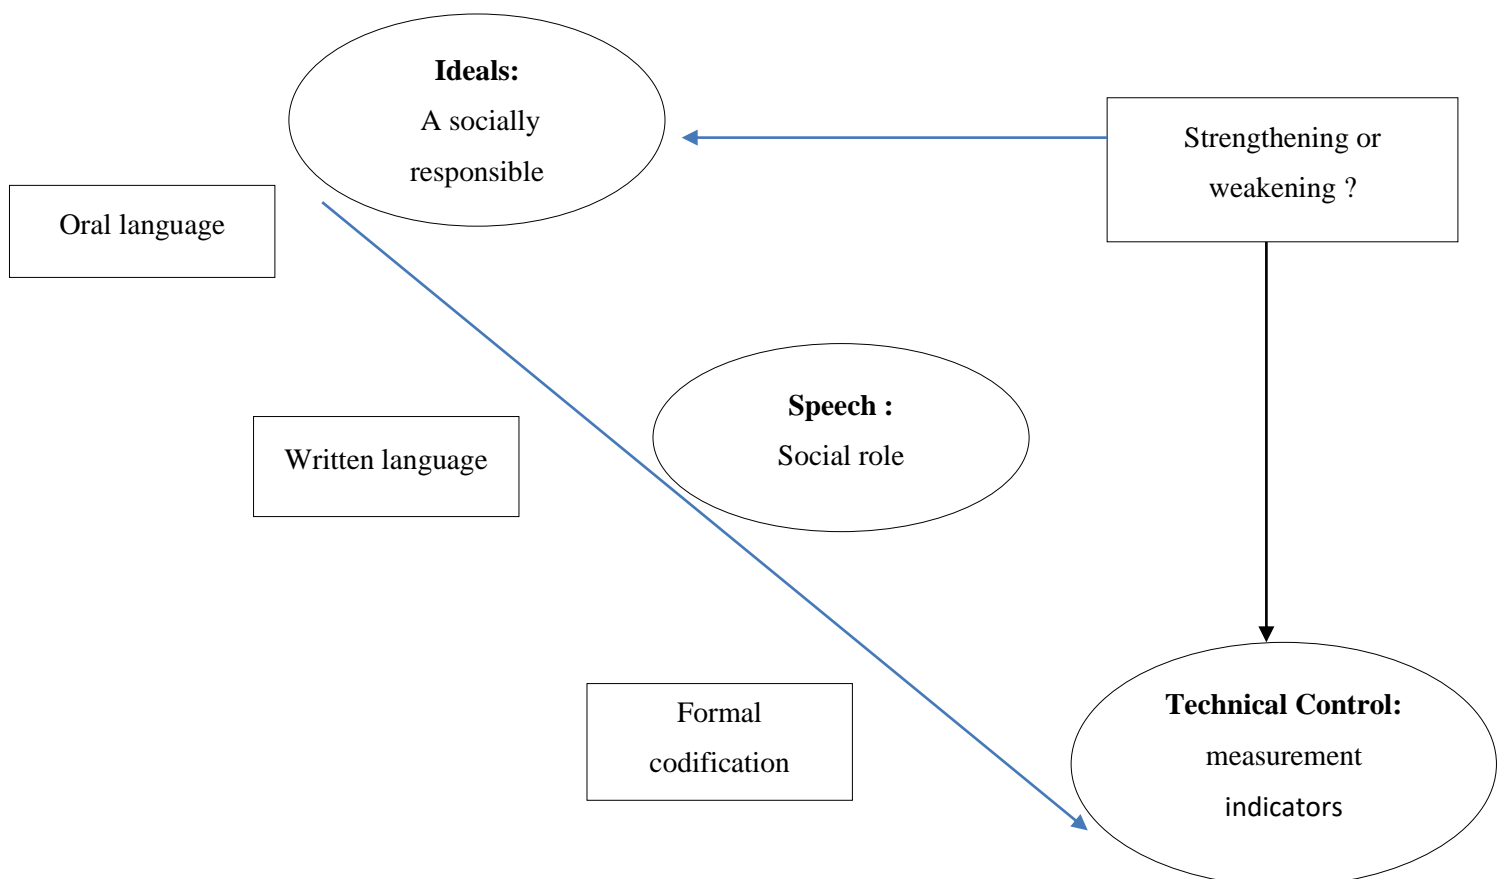 Ideals:
A socially
responsible
Strengthening or
weakening ?
Oral language
Speech :
Social role
Written language
Formal
codification
Technical Control:
measurement
indicators